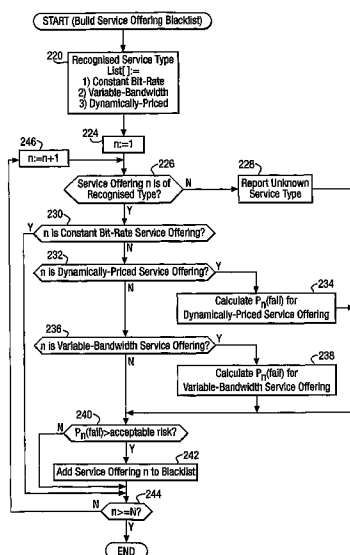 START (Build Service Offering Blacklist)
220
Recognised Service Type
List[ ]:=
1) Constant Bit-Rate
2) Variable-Bandwidth
3) Dynamically-Priced
224
n:=1
246
n:=n+1
226
Service Offering n is of
Recognised Type?
N
Y
228
Report Unknown
Service Type
230
Y
n is Constant Bit-Rate Service Offering?
N
232
n is Dynamically-Priced Service Offering?
Y
N
234
Calculate Pn(fail) for
Dynamically-Priced Service Offering
236
n is Variable-Bandwidth Service Offering?
Y
N
238
Calculate Pn(fail) for
Variable-Bandwidth Service Offering
240
N
Pn(fail)>acceptable risk?
Y
242
Add Service Offering n to Blacklist
244
N
n>=N?
Y
END